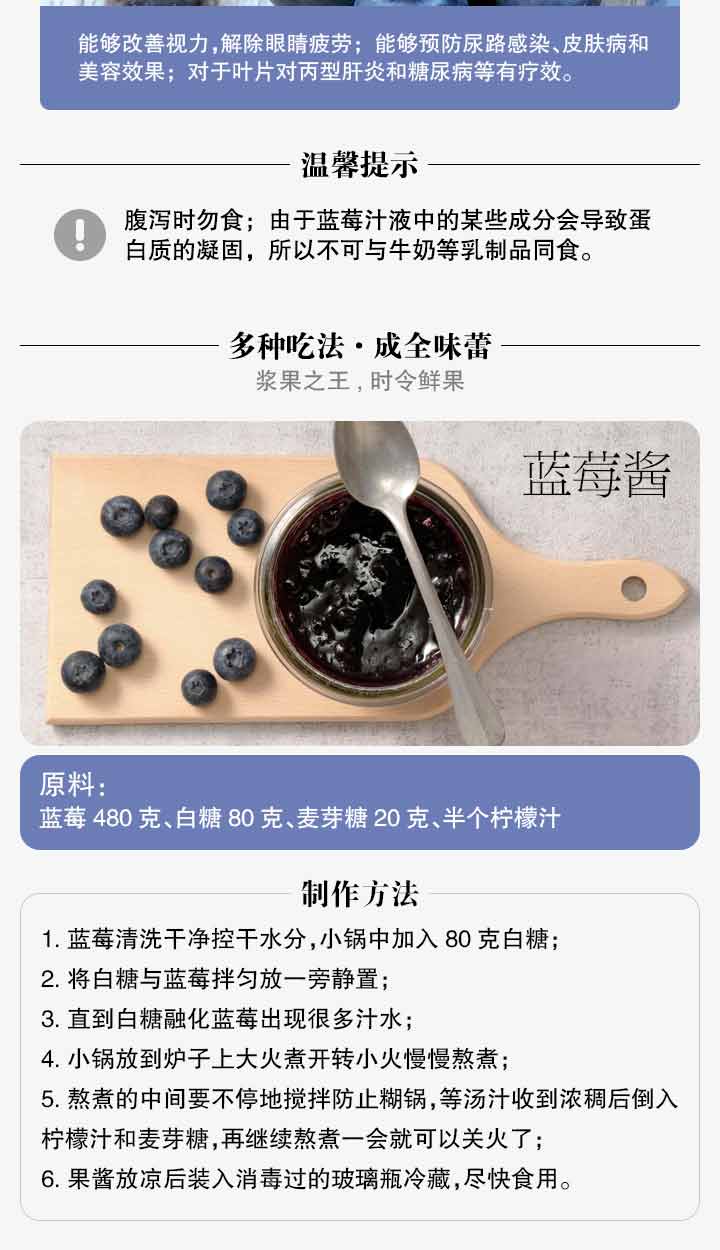 能够改善视力,解除眼睛疲劳；能够预防尿路感染、皮肤病和
美容效果；对于叶片对丙型肝炎和糖尿病等有疗效。
温馨提示
腹泻时勿食；由于蓝莓汁液中的某些成分会导致蛋
白质的凝固，所以不可与牛奶等乳制品同食。
多种吃法·成全味蕾
浆果之王,时令鲜果
蓝莓酱
原料：
蓝莓 480 克、白糖 80 克、麦芽糖 20 克、半个柠檬汁
制作方法
1. 蓝莓清洗干净控干水分,小锅中加入 80 克白糖；
2. 将白糖与蓝莓拌匀放一旁静置；
3. 直到白糖融化蓝莓出现很多汁水；
4. 小锅放到炉子上大火煮开转小火慢慢熬煮；
5. 熬煮的中间要不停地搅拌防止糊锅,等汤汁收到浓稠后倒入
柠檬汁和麦芽糖,再继续熬煮一会就可以关火了；
6. 果酱放凉后装入消毒过的玻璃瓶冷藏,尽快食用。